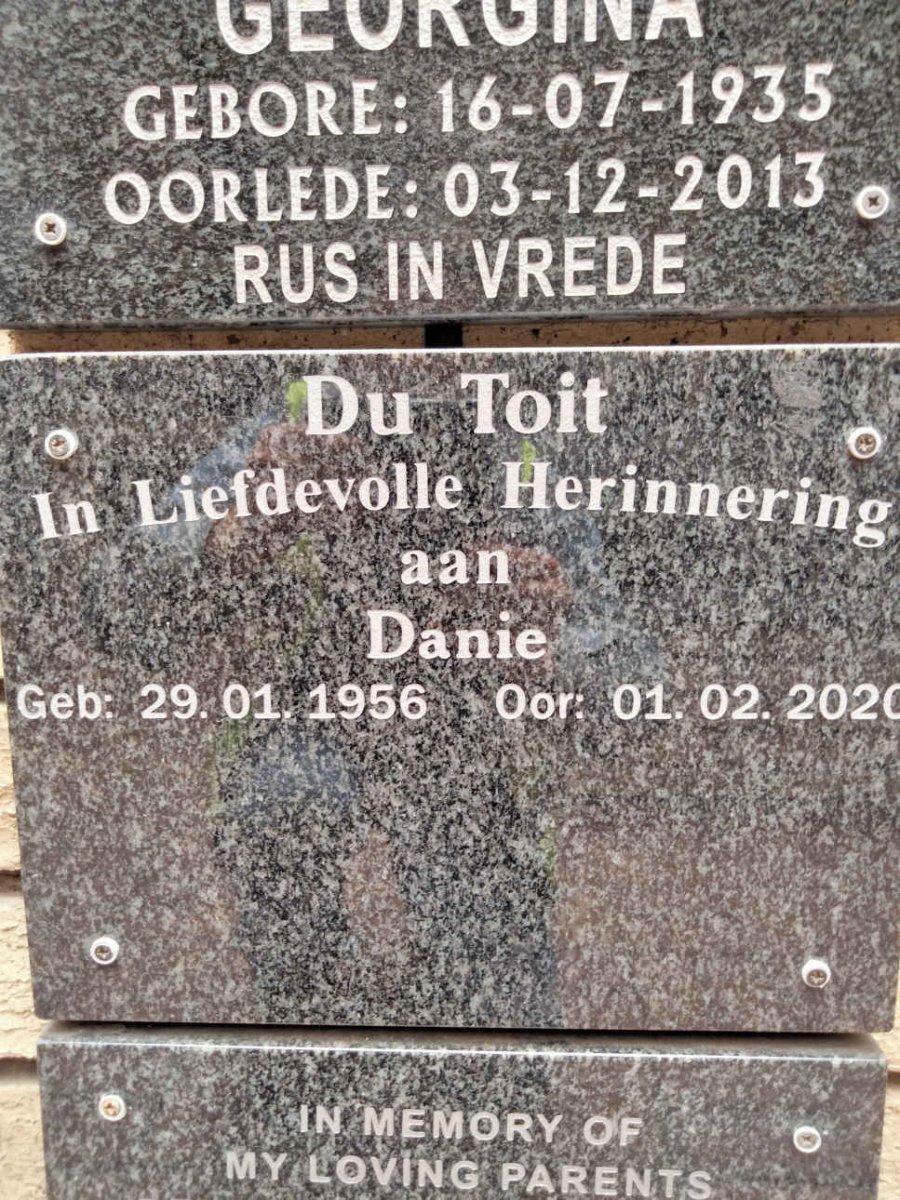 GEORGINA
GEBORE: 16-07-1935
OORLEDE: 03-12-2013
RUS IN VREDE
Du Toit
In Liefdevolle Herinnering
aan
Danie
Geb: 29. 01. 1956 Oor: 01. 02. 2020
IN MEMORY OF
MY LOVING PARENTS